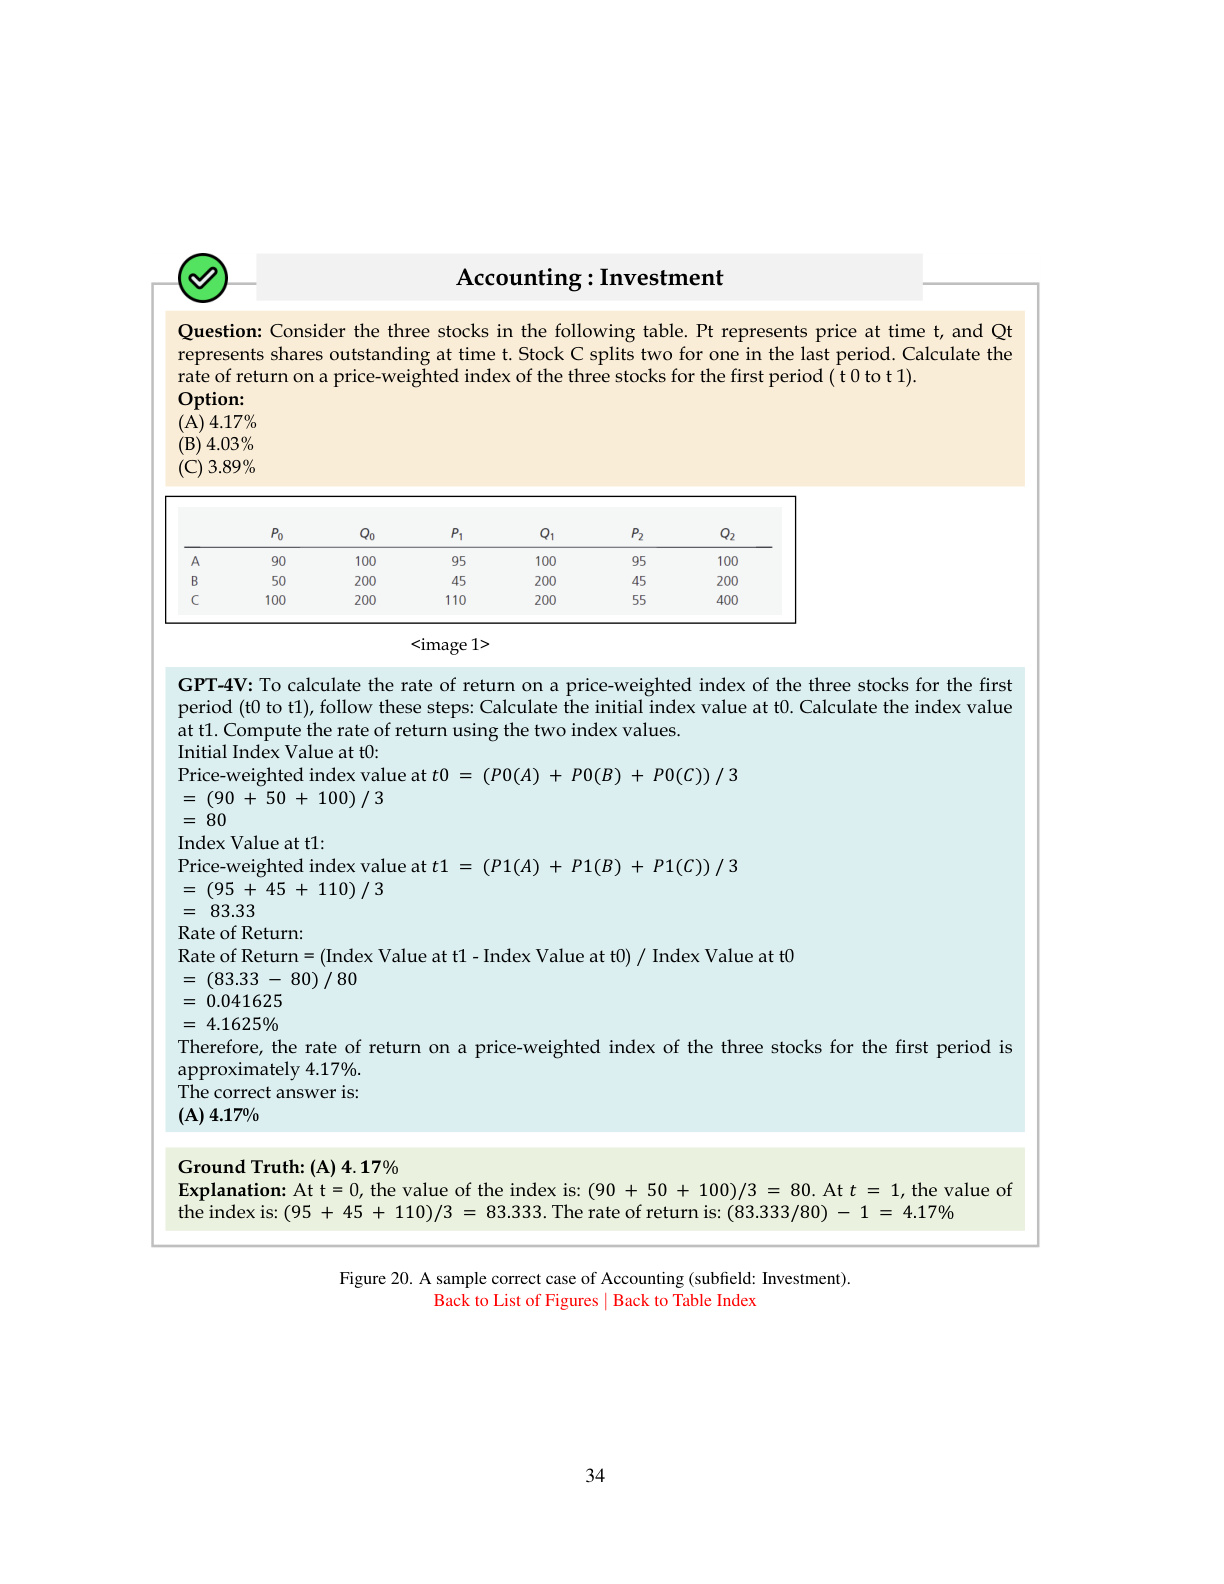 Accounting : Investment
Question: Consider the three stocks in the following table. Pt represents price at time t, and Qt
represents shares outstanding at time t. Stock C splits two for one in the last period. Calculate the
rate of return on a price-weighted index of the three stocks for the first period ( t 0 to t 1).
Option:
(A) 4.17%
(B) 4.03%
(C) 3.89%
P₀ Q₀ P₁ Q₁ P₂ Q₂
A 90 100 95 100 95 100
B 50 200 45 200 45 200
C 100 200 110 200 55 400
<image 1>
GPT-4V: To calculate the rate of return on a price-weighted index of the three stocks for the first
period (t0 to t1), follow these steps: Calculate the initial index value at t0. Calculate the index value
at t1. Compute the rate of return using the two index values.
Initial Index Value at t0:
Price-weighted index value at t0 = (P0(A) + P0(B) + P0(C)) / 3
= (90 + 50 + 100) / 3
= 80
Index Value at t1:
Price-weighted index value at t1 = (P1(A) + P1(B) + P1(C)) / 3
= (95 + 45 + 110) / 3
= 83.33
Rate of Return:
Rate of Return = (Index Value at t1 - Index Value at t0) / Index Value at t0
= (83.33 − 80) / 80
= 0.041625
= 4.1625%
Therefore, the rate of return on a price-weighted index of the three stocks for the first period is
approximately 4.17%.
The correct answer is:
(A) 4.17%
Ground Truth: (A) 4.17%
Explanation: At t = 0, the value of the index is: (90 + 50 + 100)/3 = 80. At t = 1, the value of
the index is: (95 + 45 + 110)/3 = 83.333. The rate of return is: (83.333/80) − 1 = 4.17%
Figure 20. A sample correct case of Accounting (subfield: Investment).
Back to List of Figures | Back to Table Index
34